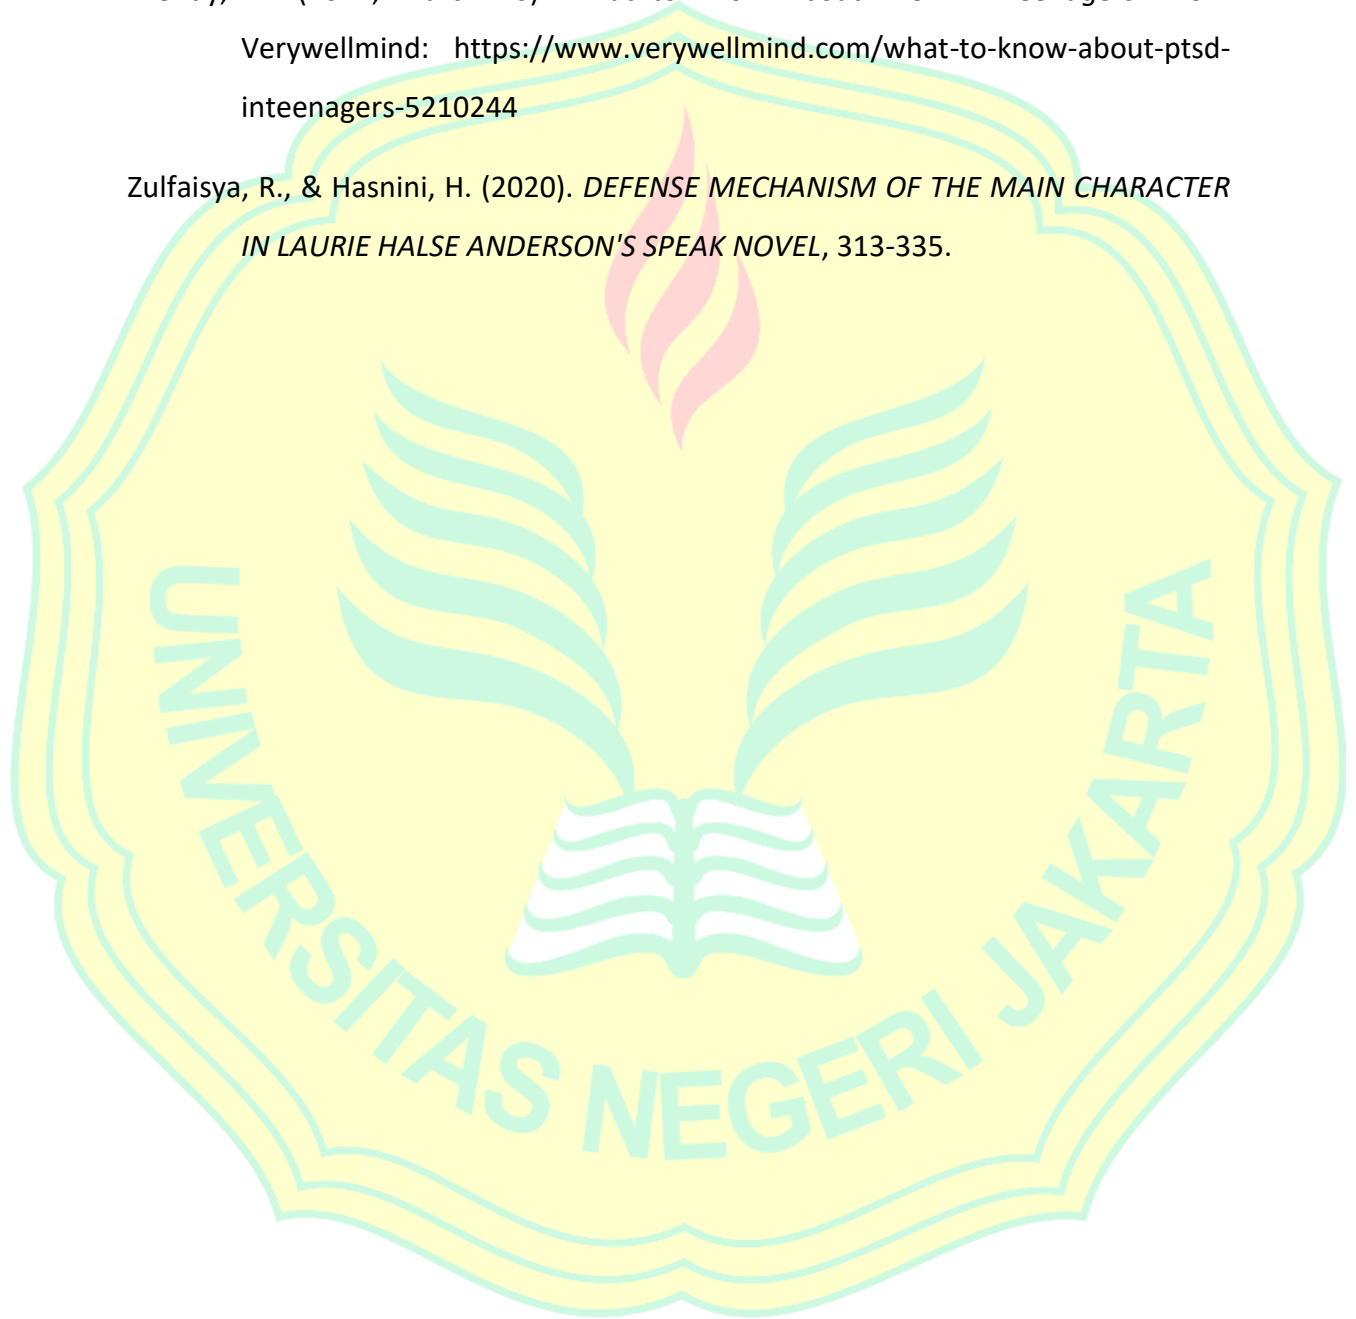 Verywellmind: https://www.verywellmind.com/what-to-know-about-ptsd-
inteenagers-5210244
Zulfaisya, R., & Hasnini, H. (2020). DEFENSE MECHANISM OF THE MAIN CHARACTER
IN LAURIE HALSE ANDERSON'S SPEAK NOVEL, 313-335.
UNIVERSITAS NEGERI JAKARTA